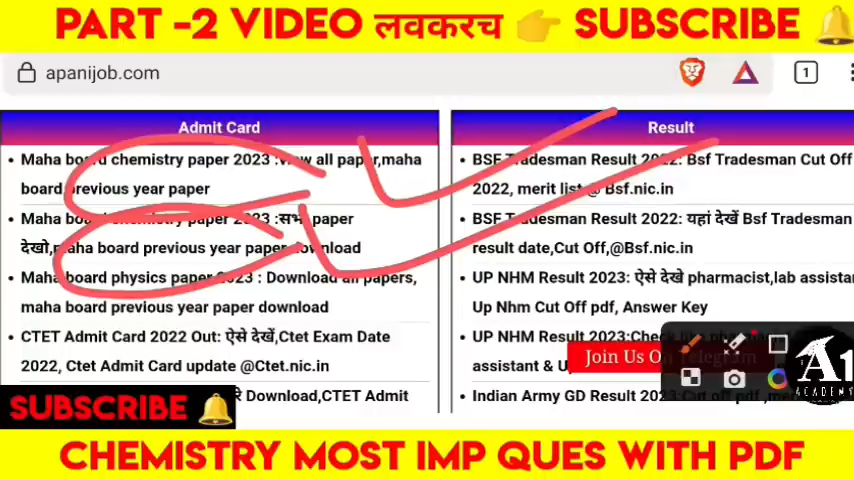 PART -2 VIDEO लवकरच 👉 SUBSCRIBE 🔔
apanijob.com
1
Admit Card
Maha board chemistry paper 2023 :view all paper,maha
board previous year paper
Maha board chemistry paper 2023 :सभी paper
देखो,maha board previous year paper download
Maha board physics paper 2023 : Download all papers,
maha board previous year paper download
CTET Admit Card 2022 Out: ऐसे देखें,Ctet Exam Date
2022, Ctet Admit Card update @Ctet.nic.in
Download,CTET Admit
Result
BSF Tradesman Result 2022: Bsf Tradesman Cut Off
2022, merit list @ Bsf.nic.in
BSF Tradesman Result 2022: यहां देखें Bsf Tradesman
result date,Cut Off,@Bsf.nic.in
UP NHM Result 2023: ऐसे देखे pharmacist,lab assista
Up Nhm Cut Off pdf, Answer Key
UP NHM Result 2023:Check
assistant & U
Indian Army GD Result 2023:Cut off pdf
Join Us On Telegram
A1
ACADEMY
SUBSCRIBE 🔔
CHEMISTRY MOST IMP QUES WITH PDF